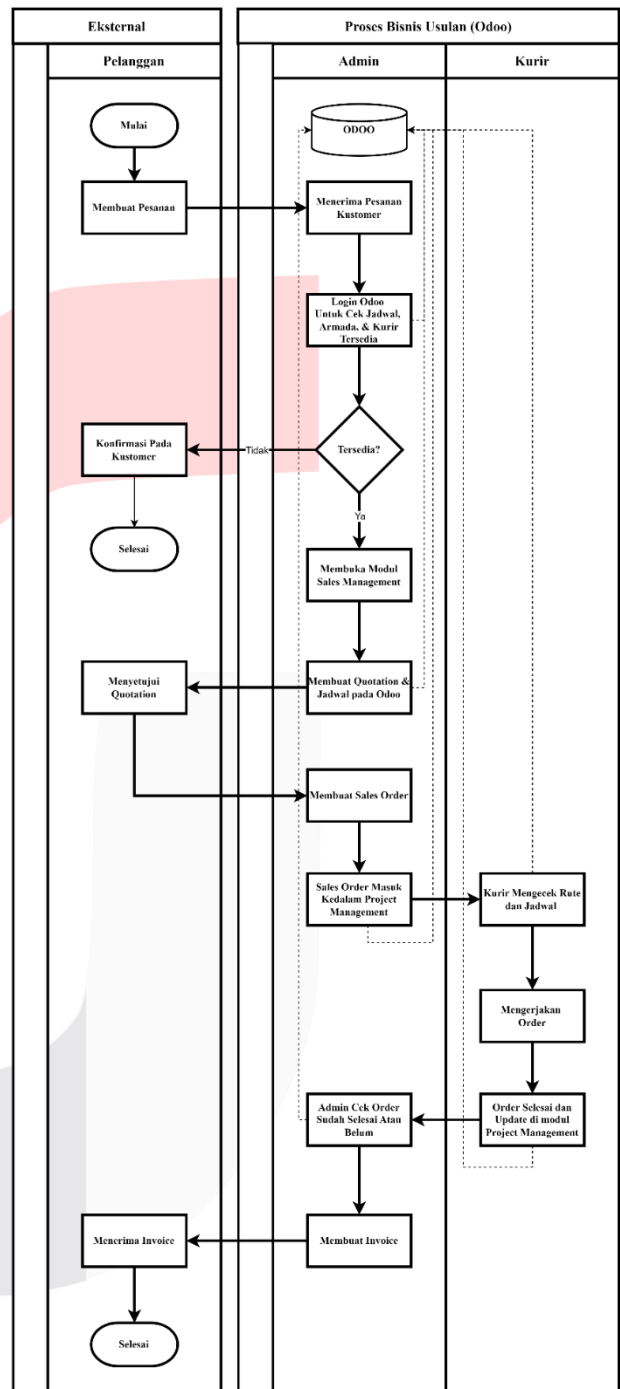 Eksternal
Proses Bisnis Usulan (Odoo)
Pelanggan
Admin
Kurir
Mulai
ODOO
Membuat Pesanan
Menerima Pesanan
Kustomer
Login Odoo
Untuk Cek Jadwal,
Armada, & Kurir
Tersedia
Konfirmasi Pada
Kustomer
Tidak
Tersedia?
Ya
Selesai
Membuka Modul
Sales Management
Menyetujui
Quotation
Membuat Quotation &
Jadwal pada Odoo
Membuat Sales Order
Sales Order Masuk
Kedalam Project
Management
Kurir Mengecek Rute
dan Jadwal
Mengerjakan
Order
Admin Cek Order
Sudah Selesai Atau
Belum
Order Selesai dan
Update di modul
Project Management
Menerima Invoice
Membuat Invoice
Selesai